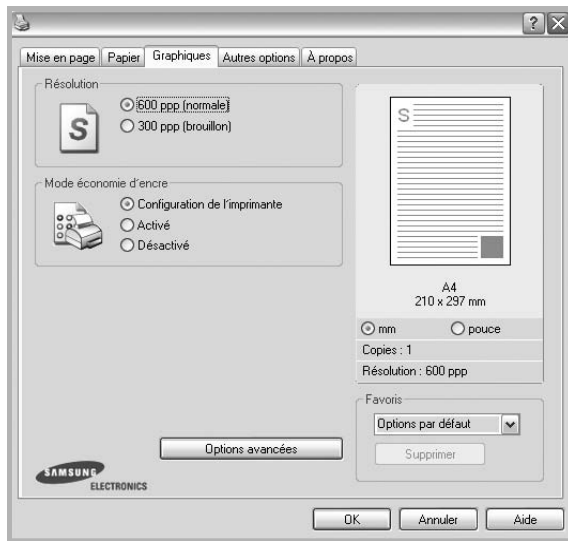 Mise en page Papier Graphiques Autres options À propos
Résolution
600 ppp (normale)
300 ppp (brouillon)
S
Mode économie d'encre
Configuration de l'imprimante
Activé
Désactivé
Options avancées
SAMSUNG
ELECTRONICS
S
A4
210 x 297 mm
mm pouce
Copies : 1
Résolution : 600 ppp
Favoris
Options par défaut
Supprimer
OK Annuler Aide